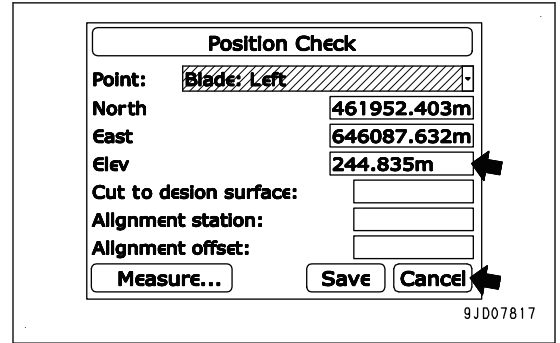 Position Check
Point: Blade: Left
North 461952.403m
East 646087.632m
Elev 244.835m
Cut to desion surface:
Alignment station:
Alignment offset:
Measure... Save Cancel
9JD07817